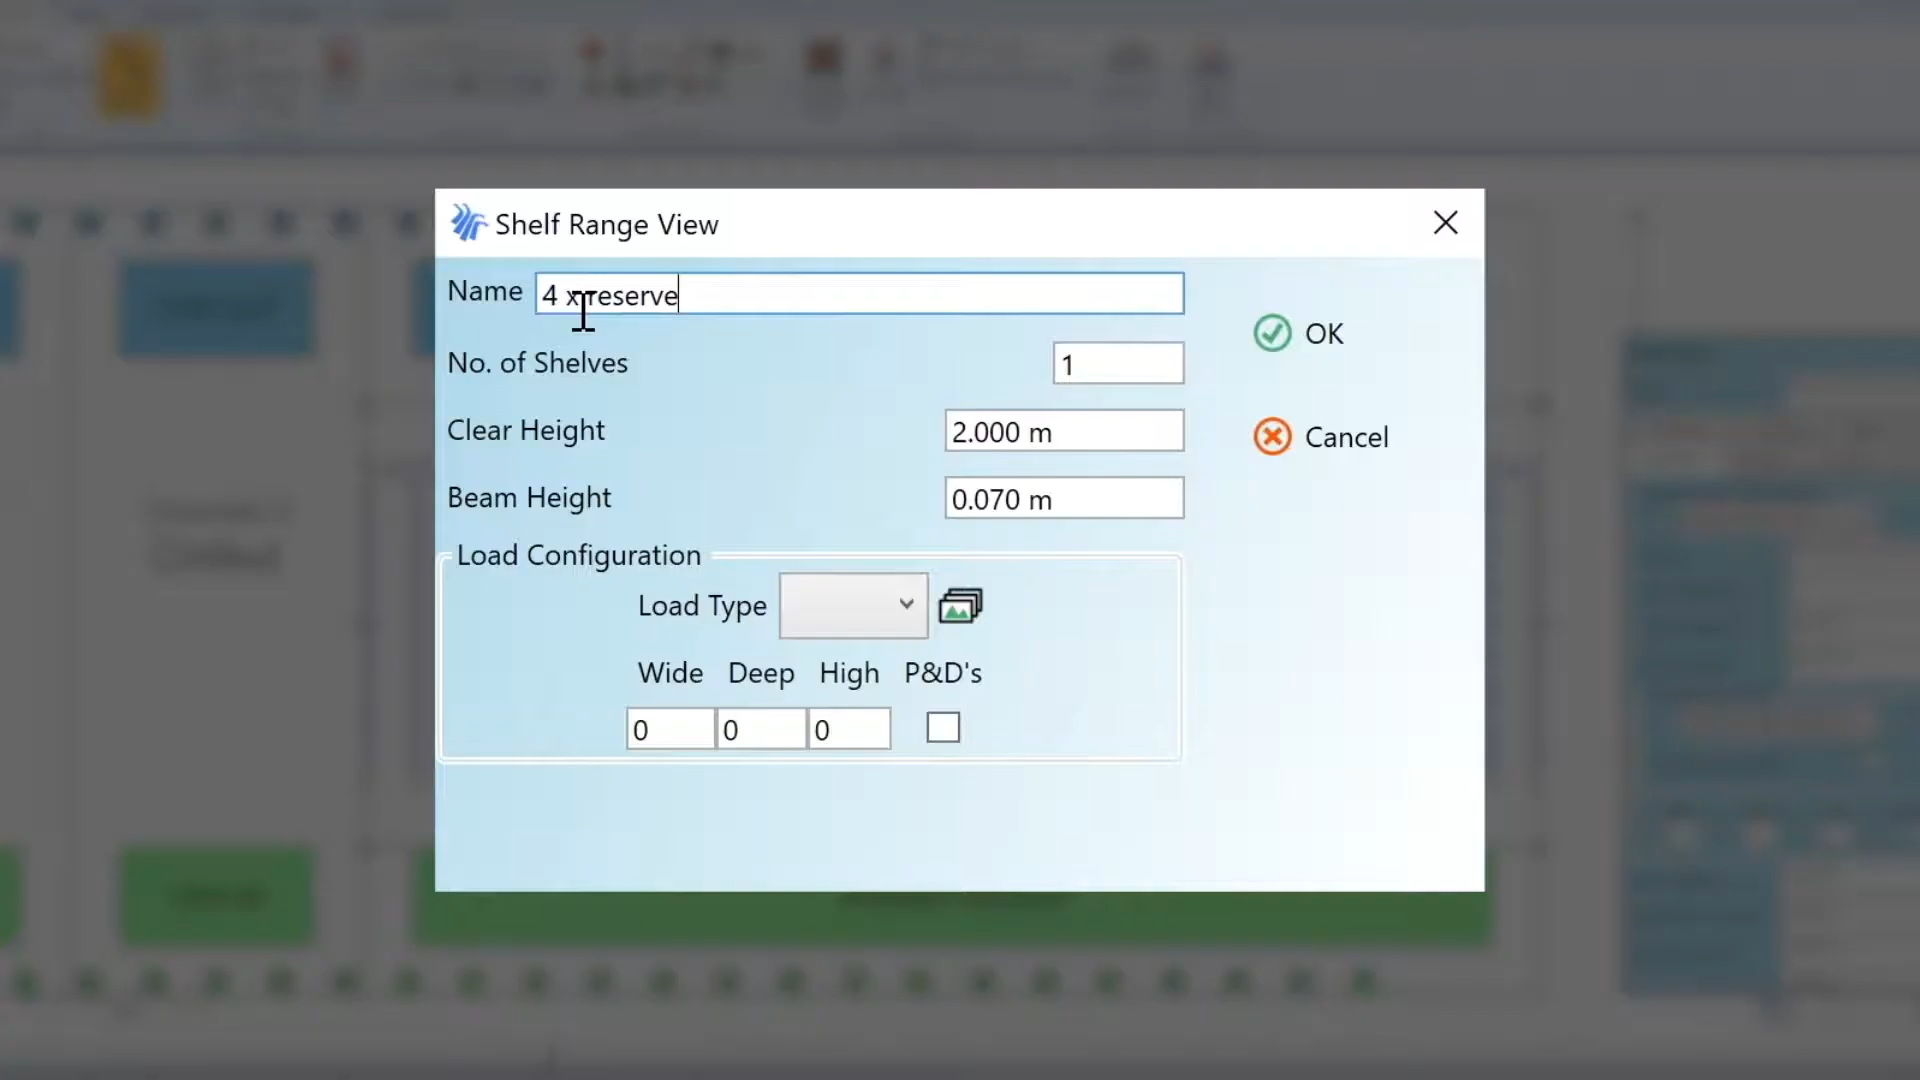 Shelf Range View
Name 4 x reserve
No. of Shelves 1
Clear Height 2.000 m
Beam Height 0.070 m
OK
Cancel
Load Configuration
Load Type
Wide Deep High P&D's
0 0 0